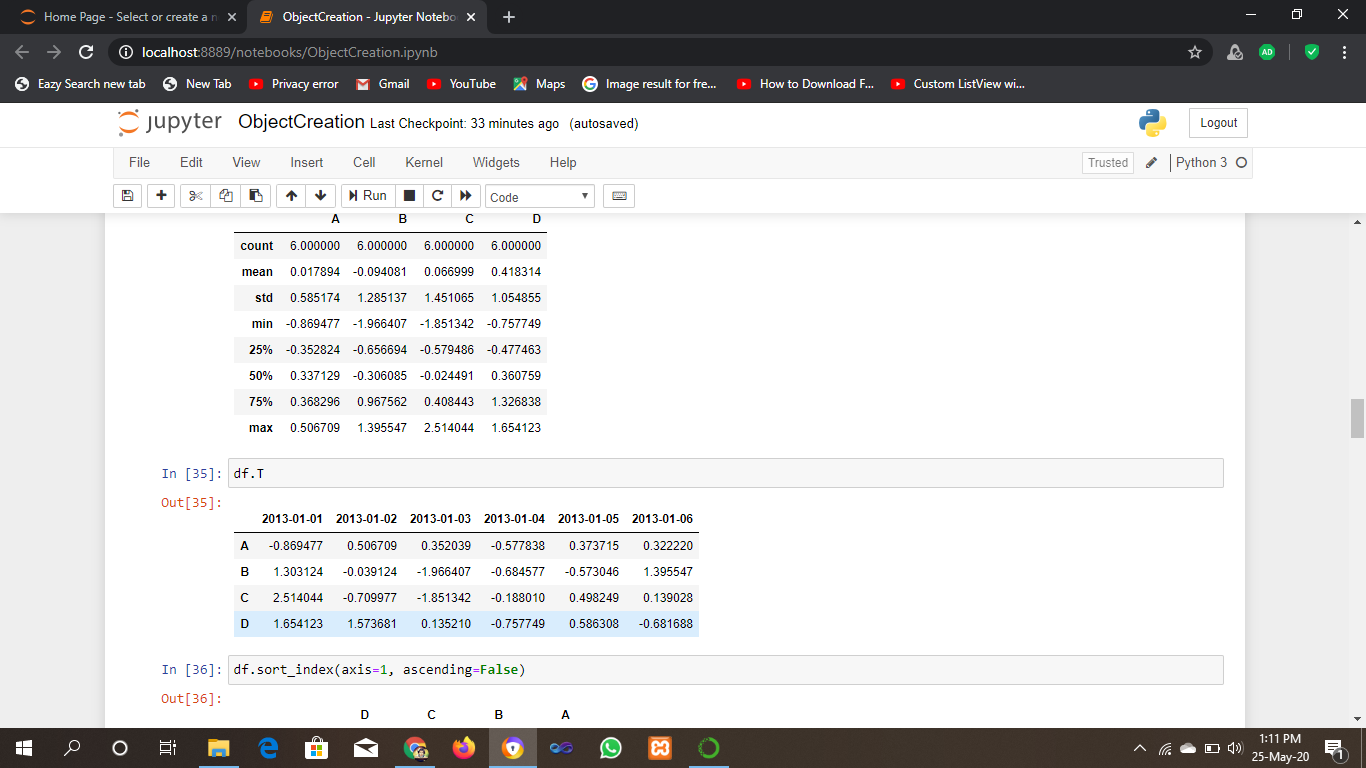 Home Page - Select or create a n
ObjectCreation - Jupyter Notebo
localhost:8889/notebooks/ObjectCreation.ipynb
AD
Eazy Search new tab New Tab Privacy error Gmail YouTube Maps Image result for fre... How to Download F... Custom ListView wi...
jupyter ObjectCreation Last Checkpoint: 33 minutes ago (autosaved)
Logout
File Edit View Insert Cell Kernel Widgets Help
Trusted Python 3
Run Code
A B C D
count 6.000000 6.000000 6.000000 6.000000
mean 0.017894 -0.094081 0.066999 0.418314
std 0.585174 1.285137 1.451065 1.054855
min -0.869477 -1.966407 -1.851342 -0.757749
25% -0.352824 -0.656694 -0.579486 -0.477463
50% 0.337129 -0.306085 -0.024491 0.360759
75% 0.368296 0.967562 0.408443 1.326838
max 0.506709 1.395547 2.514044 1.654123
In [35]: df.T
Out[35]:
2013-01-01 2013-01-02 2013-01-03 2013-01-04 2013-01-05 2013-01-06
A -0.869477 0.506709 0.352039 -0.577838 0.373715 0.322220
B 1.303124 -0.039124 -1.966407 -0.684577 -0.573046 1.395547
C 2.514044 -0.709977 -1.851342 -0.188010 0.498249 0.139028
D 1.654123 1.573681 0.135210 -0.757749 0.586308 -0.681688
In [36]: df.sort_index(axis=1, ascending=False)
Out[36]:
D C B A
1:11 PM
25-May-20
1